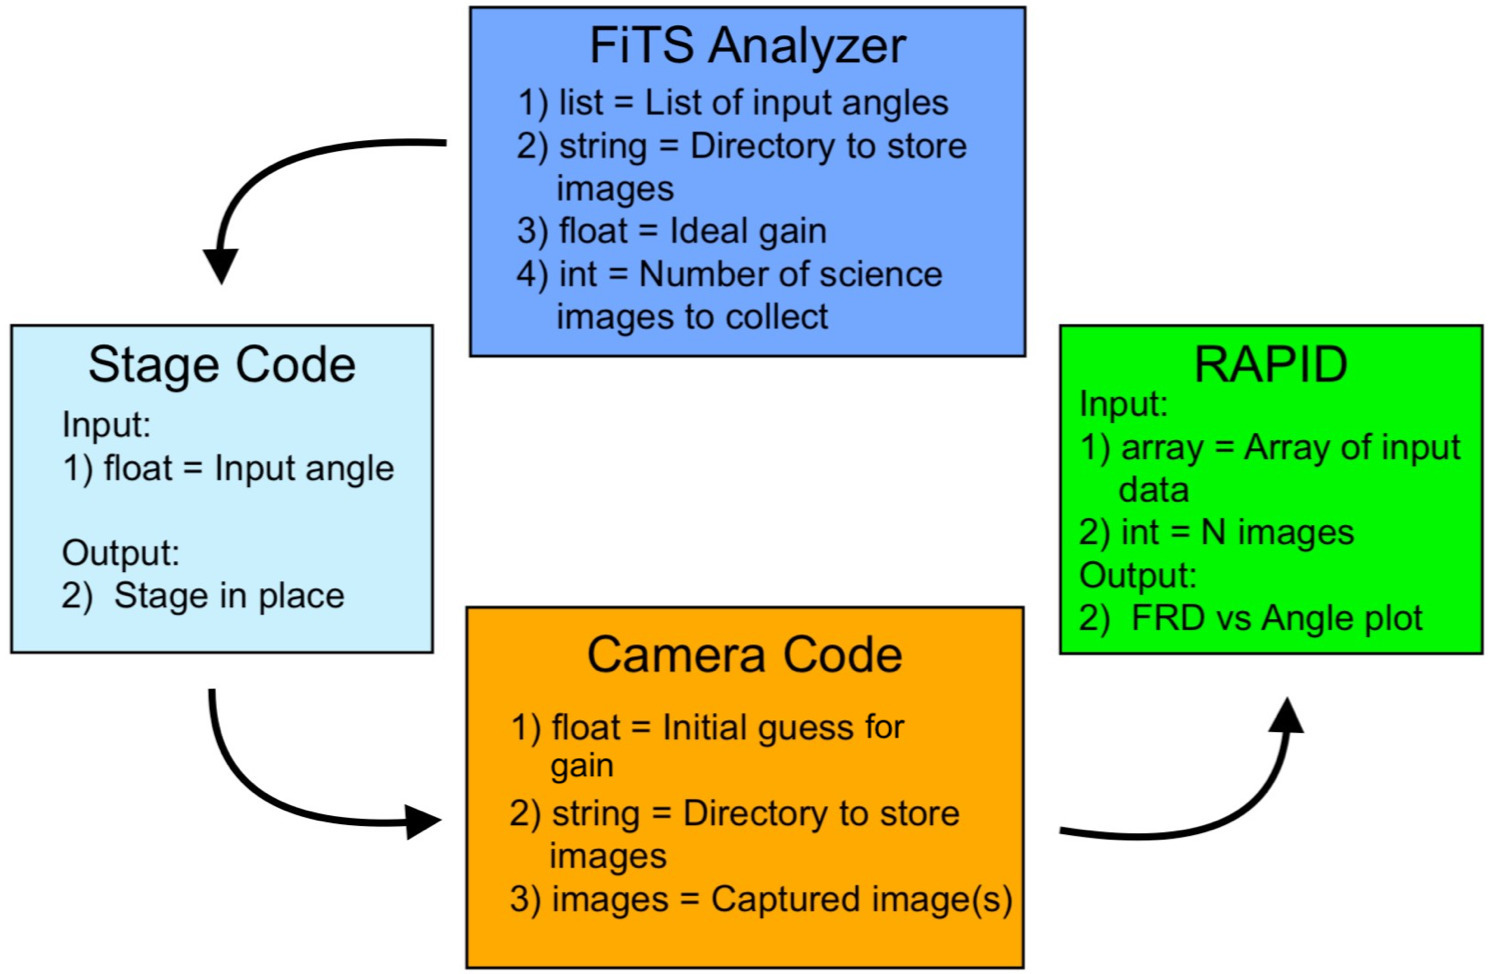 FiTS Analyzer
1) list = List of input angles
2) string = Directory to store
images
3) float = Ideal gain
4) int = Number of science
images to collect
Stage Code
Input:
1) float = Input angle
Output:
2) Stage in place
Camera Code
1) float = Initial guess for
gain
2) string = Directory to store
images
3) images = Captured image(s)
RAPID
Input:
1) array = Array of input
data
2) int = N images
Output:
2) FRD vs Angle plot